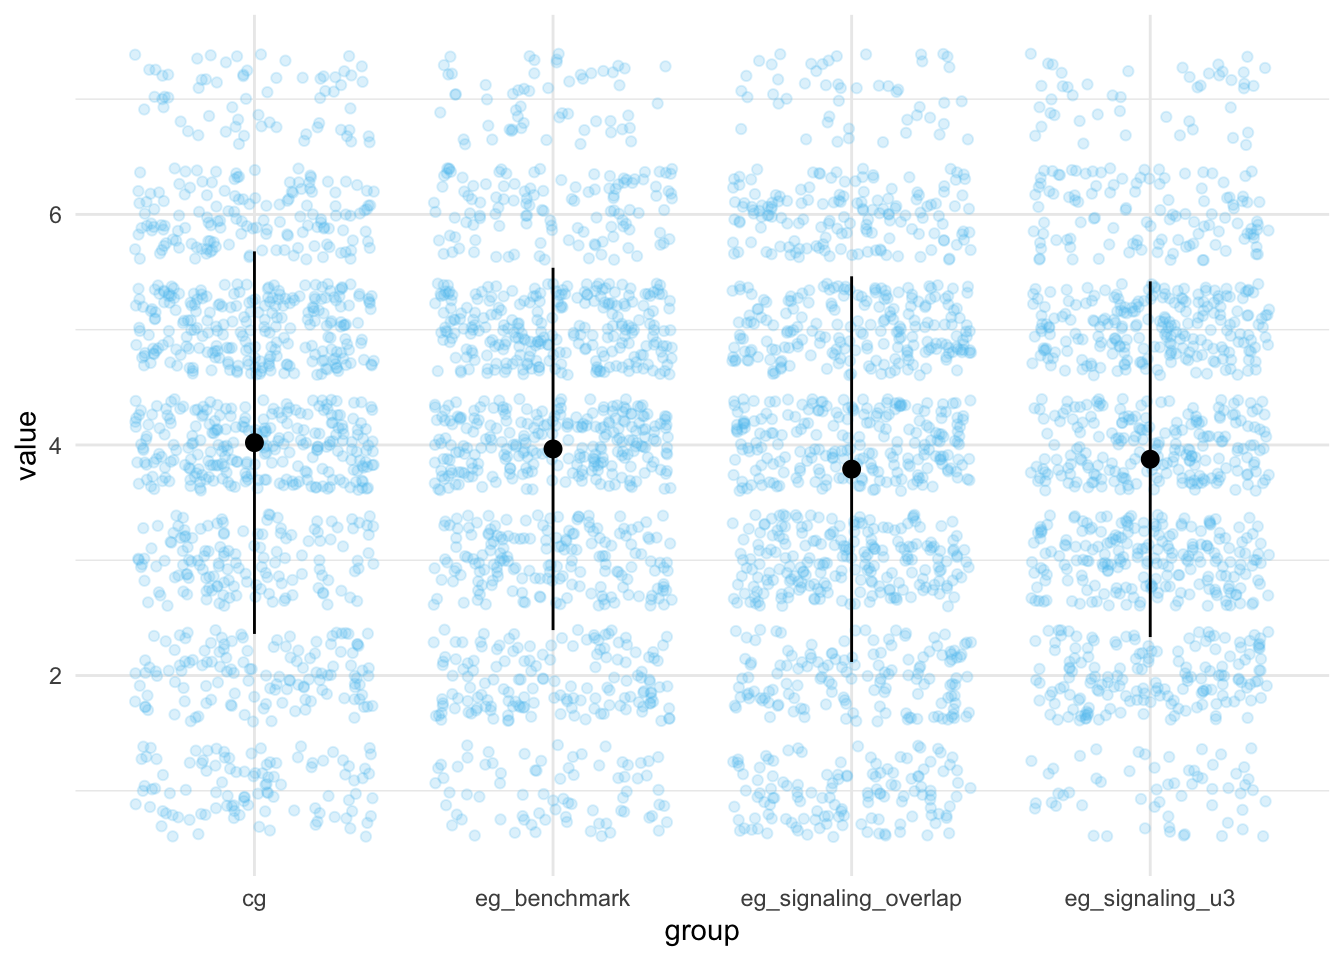 value
6
4
2
cg
eg_benchmark
eg_signaling_overlap
eg_signaling_u3
group